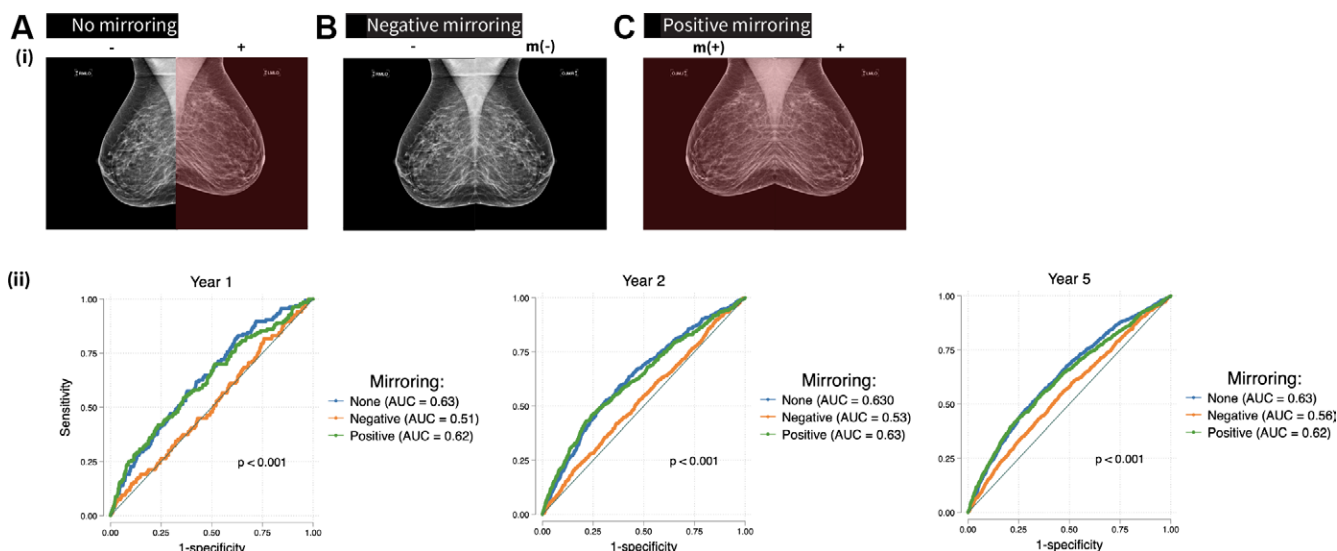 A No mirroring
- +
B Negative mirroring
- m(-)
C Positive mirroring
m(+) +
(i)
(ii)
Year 1
1.00
0.75
0.50
0.25
0.00
Sensitivity
0.00 0.25 0.50 0.75 1.00
1-specificity
p < 0.001
Mirroring:
None (AUC = 0.63)
Negative (AUC = 0.51)
Positive (AUC = 0.62)
Year 2
1.00
0.75
0.50
0.25
0.00
0.00 0.25 0.50 0.75 1.00
1-specificity
p < 0.001
Mirroring:
None (AUC = 0.630
Negative (AUC = 0.53)
Positive (AUC = 0.63)
Year 5
1.00
0.75
0.50
0.25
0.00
0.00 0.25 0.50 0.75 1.00
1-specificity
p < 0.001
Mirroring:
None (AUC = 0.63)
Negative (AUC = 0.56)
Positive (AUC = 0.62)